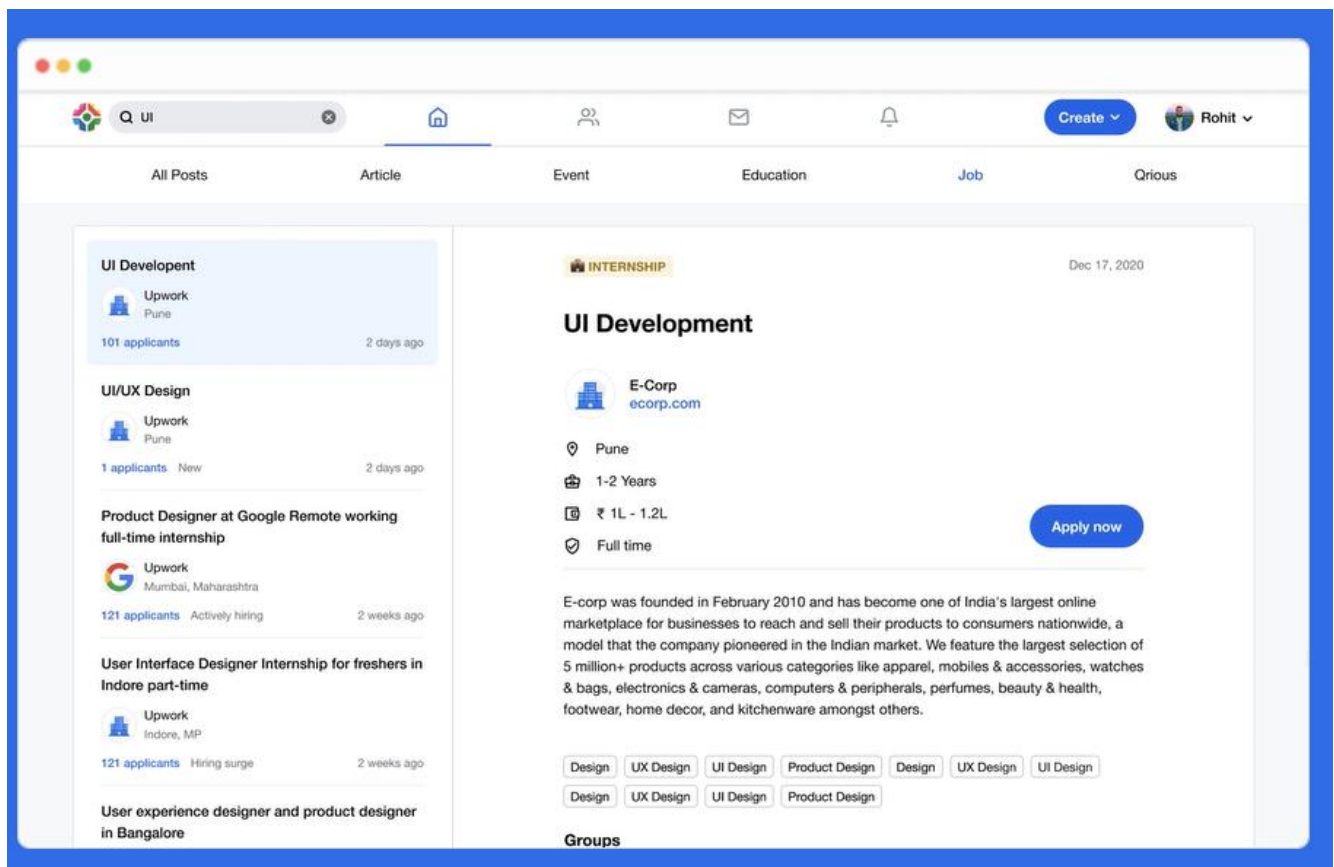 UI
Create
Rohit
All Posts
Article
Event
Education
Job
Qrious
UI Developent
Upwork
Pune
101 applicants
2 days ago
UI/UX Design
Upwork
Pune
1 applicants New
2 days ago
Product Designer at Google Remote working
full-time internship
Upwork
Mumbai, Maharashtra
121 applicants Actively hiring
2 weeks ago
User Interface Designer Internship for freshers in
Indore part-time
Upwork
Indore, MP
121 applicants Hiring surge
2 weeks ago
User experience designer and product designer
in Bangalore
INTERNSHIP
Dec 17, 2020
UI Development
E-Corp
ecorp.com
Pune
1-2 Years
₹ 1L - 1.2L
Full time
Apply now
E-corp was founded in February 2010 and has become one of India's largest online
marketplace for businesses to reach and sell their products to consumers nationwide, a
model that the company pioneered in the Indian market. We feature the largest selection of
5 million+ products across various categories like apparel, mobiles & accessories, watches
& bags, electronics & cameras, computers & peripherals, perfumes, beauty & health,
footwear, home decor, and kitchenware amongst others.
Design UX Design UI Design Product Design Design UX Design UI Design
Design UX Design UI Design Product Design
Groups